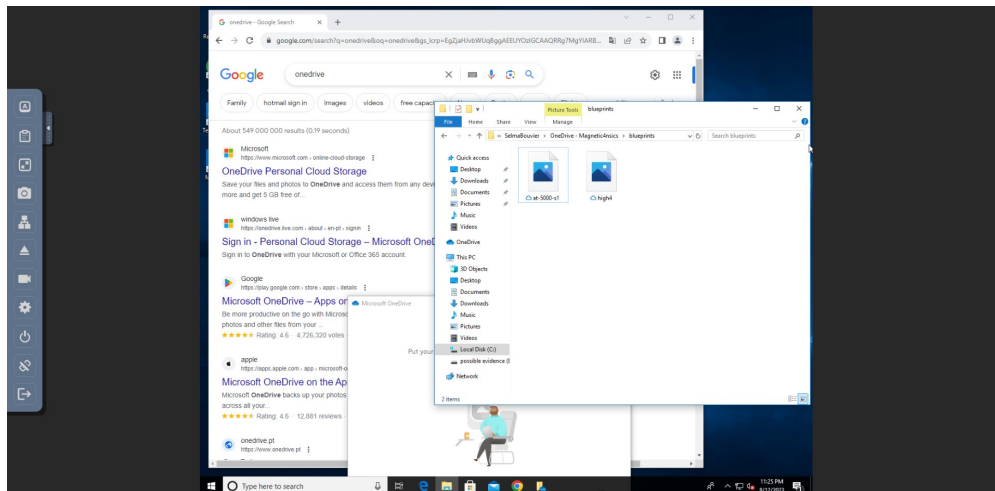 onedrive - Google Search
google.com/search?q=onedrive&oq=onedrive&gs_lcrp=EgZjaHJvbWUqBggAEEUYOzIGCAAQRRg7MgYIARB...
Google
onedrive
Family
hotmail sign in
Images
videos
free capaci
About 549 000 000 results (0.19 seconds)
Microsoft
https://www.microsoft.com › online-cloud-storage
OneDrive Personal Cloud Storage
Save your files and photos to OneDrive and access them from any devi
more and get 5 GB free of...
windows live
https://onedrive.live.com › about › en-pt › signin
Sign in - Personal Cloud Storage – Microsoft OneD
Sign in to OneDrive with your Microsoft or Office 365 account.
Google
https://play.google.com › store › apps › details
Microsoft OneDrive – Apps on
Be more productive on the go with Microso
photos and other files from your ...
Rating: 4.6 · 4,726,320 votes
apple
https://apps.apple.com › app › microsoft-o
Microsoft OneDrive on the Ap
Microsoft OneDrive backs up your photos
across all your...
Rating: 4.6 · 12,881 reviews
onedrive.pt
https://www.onedrive.pt
Microsoft OneDrive
Put your
Picture Tools
blueprints
File
Home
Share
View
Manage
« SelmaBouvier › OneDrive - Magnetic4nsics › blueprints
Search blueprints
Quick access
Desktop
Downloads
Documents
Pictures
Music
Videos
OneDrive
This PC
3D Objects
Desktop
Documents
Downloads
Music
Pictures
Videos
Local Disk (C:)
possible evidence (
Network
at-5000-s1
high4
2 items
Type here to search
11:25 PM